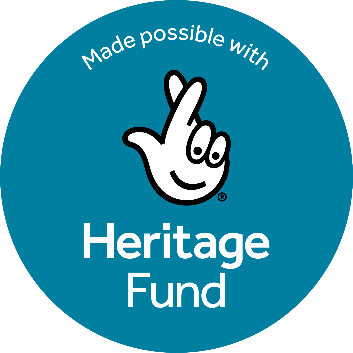 Made possible with
®
Heritage
Fund